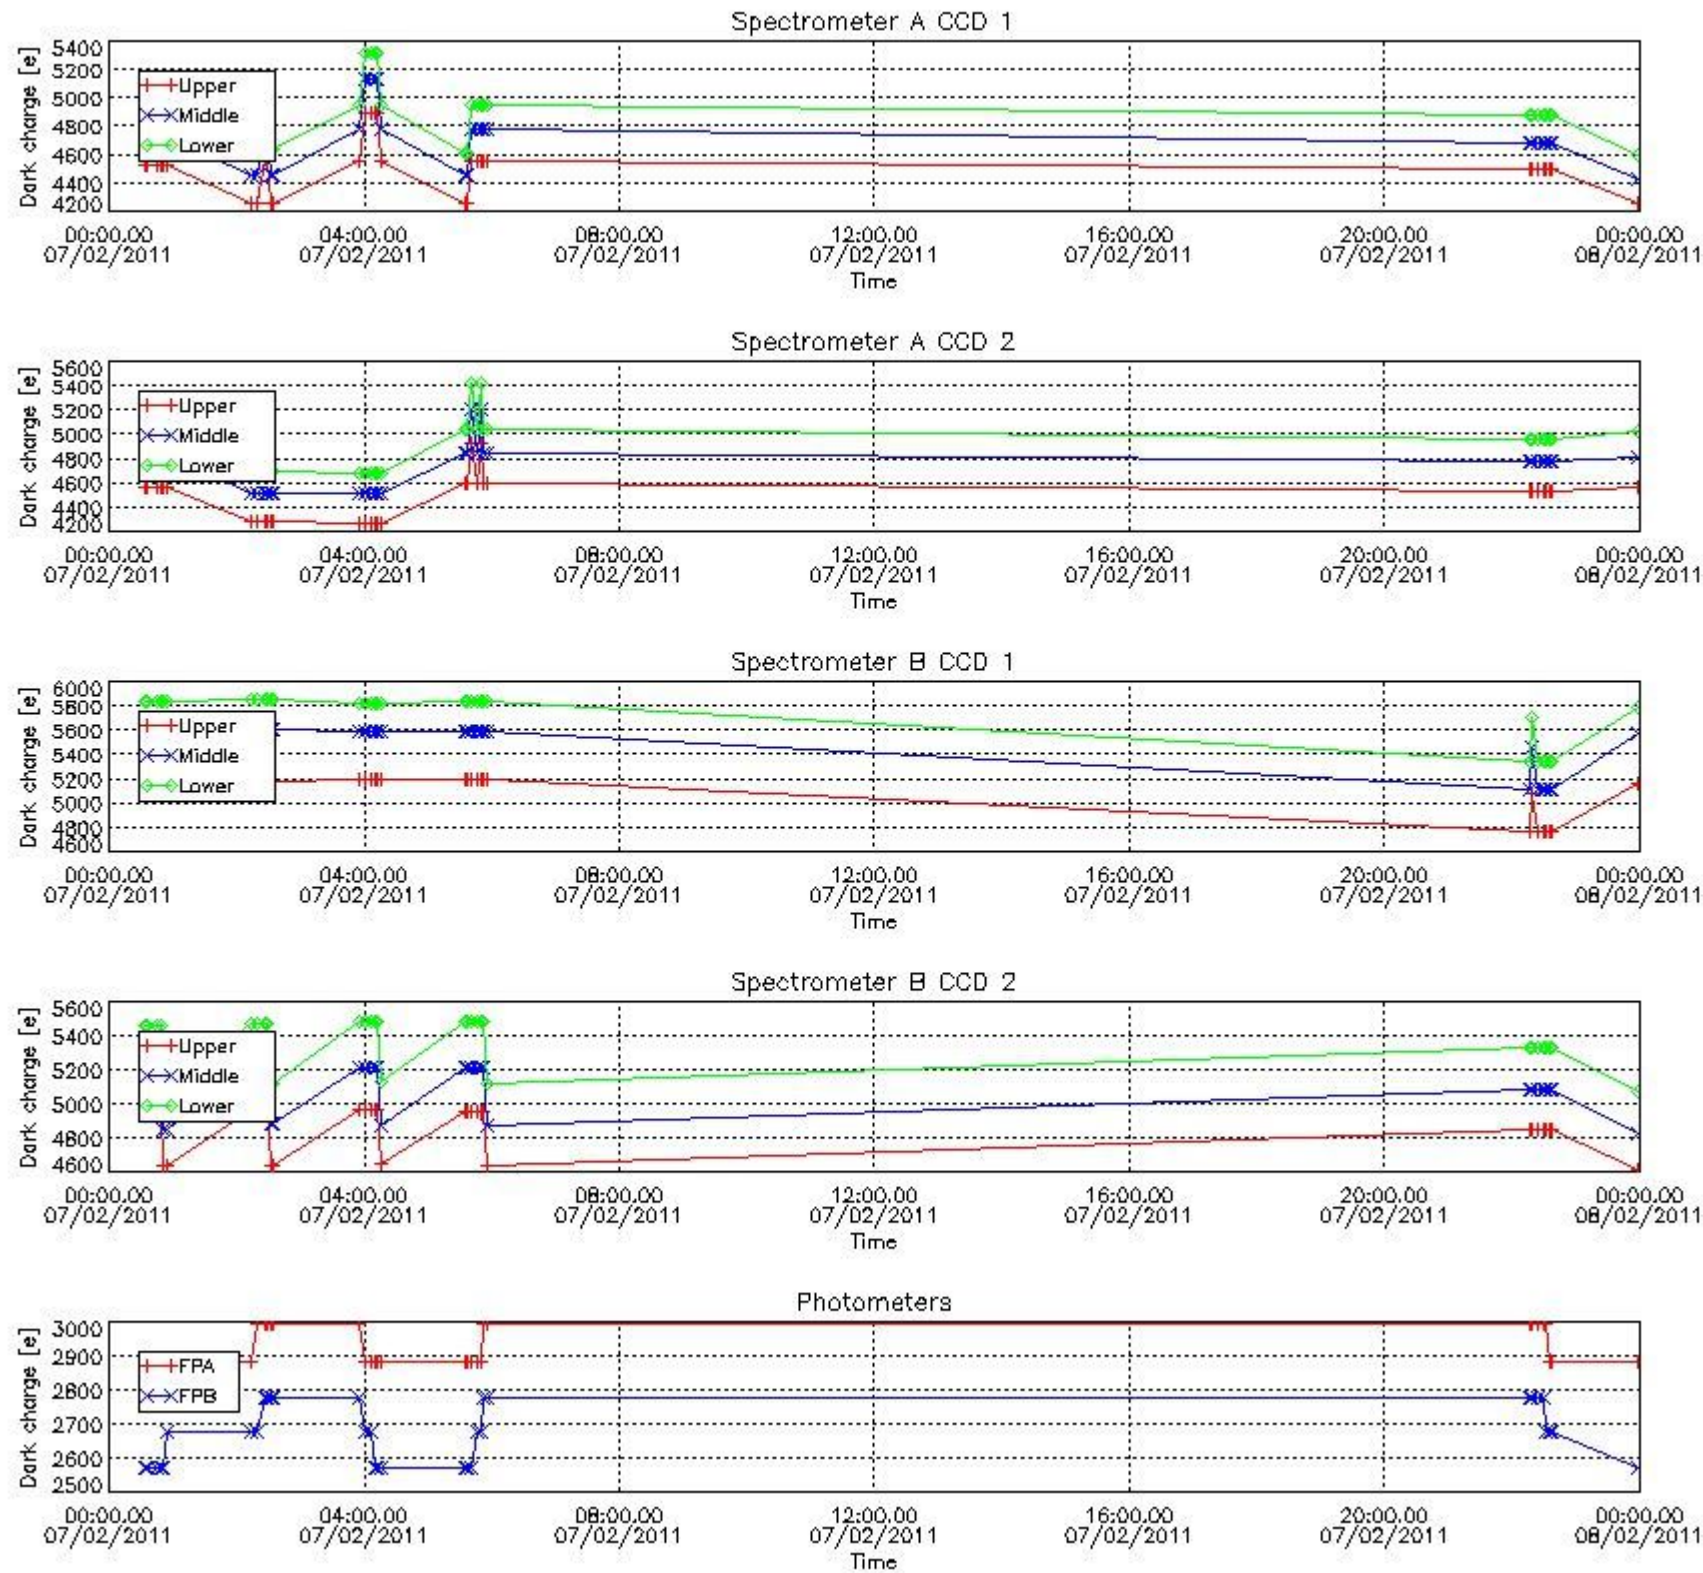 Spectrometer A CCD 1
Dark charge [e]
5400
5200
5000
4800
4600
4400
4200
Upper
Middle
Lower
00:00.00 04:00.00 08:00.00 12:00.00 16:00.00 20:00.00 00:00.00
07/02/2011 07/02/2011 07/02/2011 07/02/2011 07/02/2011 07/02/2011 08/02/2011
Time
Spectrometer A CCD 2
Dark charge [e]
5600
5400
5200
5000
4800
4600
4400
4200
Upper
Middle
Lower
00:00.00 04:00.00 08:00.00 12:00.00 16:00.00 20:00.00 00:00.00
07/02/2011 07/02/2011 07/02/2011 07/02/2011 07/02/2011 07/02/2011 08/02/2011
Time
Spectrometer B CCD 1
Dark charge [e]
6000
5800
5600
5400
5200
5000
4800
4600
Upper
Middle
Lower
00:00.00 04:00.00 08:00.00 12:00.00 16:00.00 20:00.00 00:00.00
07/02/2011 07/02/2011 07/02/2011 07/02/2011 07/02/2011 07/02/2011 08/02/2011
Time
Spectrometer B CCD 2
Dark charge [e]
5600
5400
5200
5000
4800
4600
Upper
Middle
Lower
00:00.00 04:00.00 08:00.00 12:00.00 16:00.00 20:00.00 00:00.00
07/02/2011 07/02/2011 07/02/2011 07/02/2011 07/02/2011 07/02/2011 08/02/2011
Time
Photometers
Dark charge [e]
3000
2900
2800
2700
2600
2500
FPA
FPB
00:00.00 04:00.00 08:00.00 12:00.00 16:00.00 20:00.00 00:00.00
07/02/2011 07/02/2011 07/02/2011 07/02/2011 07/02/2011 07/02/2011 08/02/2011
Time